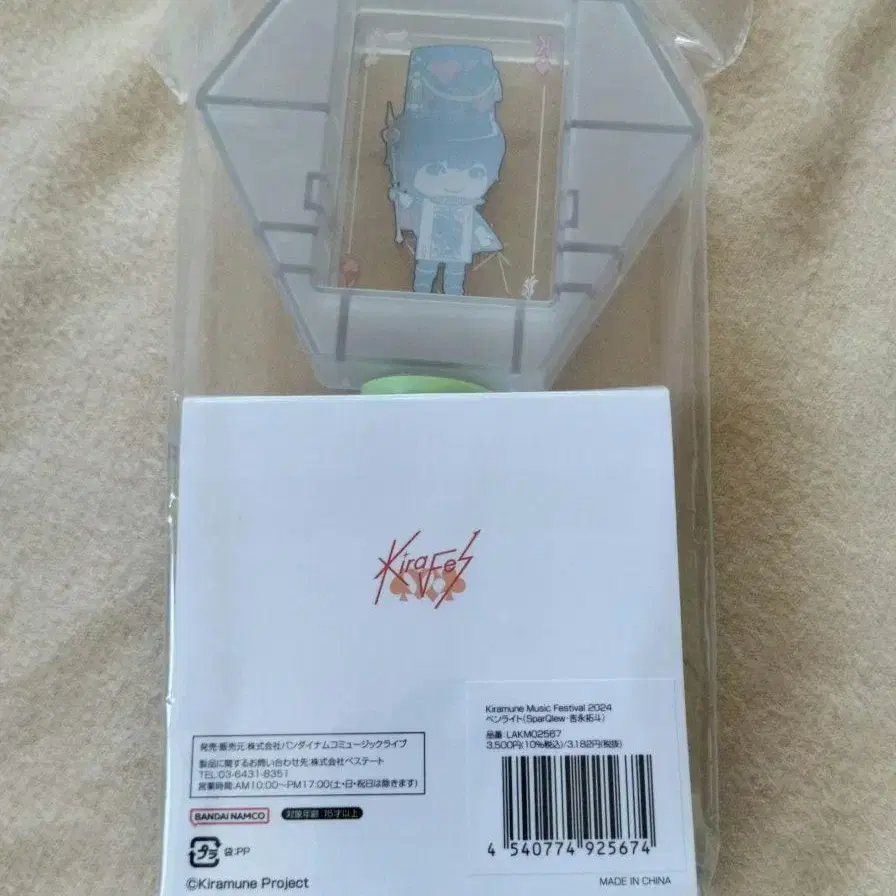 K
KiraFes
Kiramune Music Festival 2024
ペンライト(SparQlew・吉永拓斗)
品番:LAKM02567
3,500円(10%税込)/3,182円(税抜)
発売・販売元:株式会社バンダイナムコミュージックライブ
製品に関するお問い合わせ先:株式会社ベステート
TEL.03-6431-8351
営業時間:AM10:00~PM17:00(土・日・祝日は除きます)
BANDAI NAMCO
対象年齢 15才以上
プラ
袋:PP
4 540774 925674
©Kiramune Project
MADE IN CHINA